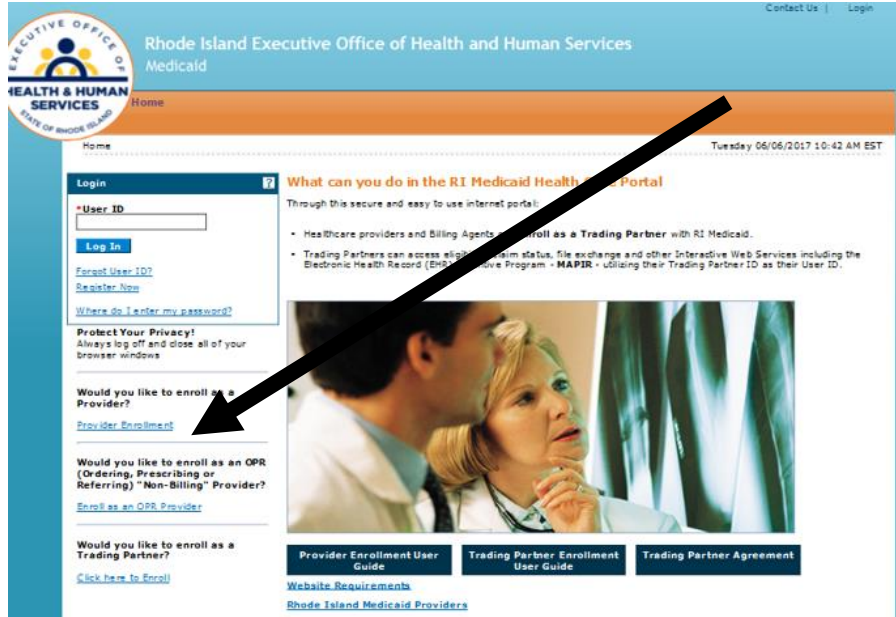 Contact Us | Login
EXECUTIVE OFFICE OF
HEALTH & HUMAN
SERVICES
STATE OF RHODE ISLAND
Rhode Island Executive Office of Health and Human Services
Medicaid
Home
Home
Tuesday 06/06/2017 10:42 AM EST
Login
?
*User ID
Log In
Forgot User ID?
Register Now
Where do I enter my password?
Protect Your Privacy!
Always log off and close all of your
browser windows
Would you like to enroll as a
Provider?
Provider Enrollment
Would you like to enroll as an OPR
(Ordering, Prescribing or
Referring) "Non-Billing" Provider?
Enroll as an OPR Provider
Would you like to enroll as a
Trading Partner?
Click here to Enroll
What can you do in the RI Medicaid Health Care Portal
Through this secure and easy to use internet portal:
• Healthcare providers and Billing Agents enroll as a Trading Partner with RI Medicaid.
• Trading Partners can access claim status, file exchange and other Interactive Web Services including the
Electronic Health Record (EHR) Program - MAPIR - utilizing their Trading Partner ID as their User ID.
Provider Enrollment User
Guide
Trading Partner Enrollment
User Guide
Trading Partner Agreement
Website Requirements
Rhode Island Medicaid Providers